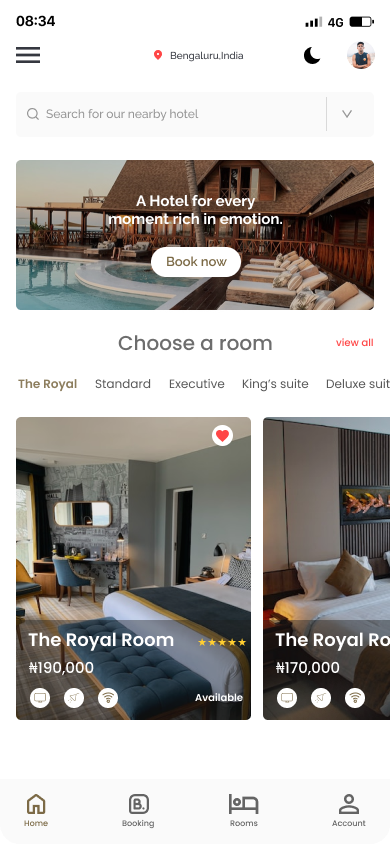 08:34
4G
Bengaluru,India
Search for our nearby hotel
A Hotel for every
moment rich in emotion.
Book now
Choose a room
view all
The Royal Standard Executive King's suite Deluxe suit
The Royal Room
₦190,000
Available
The Royal Ro
₦170,000
B.
Home Booking Rooms Account